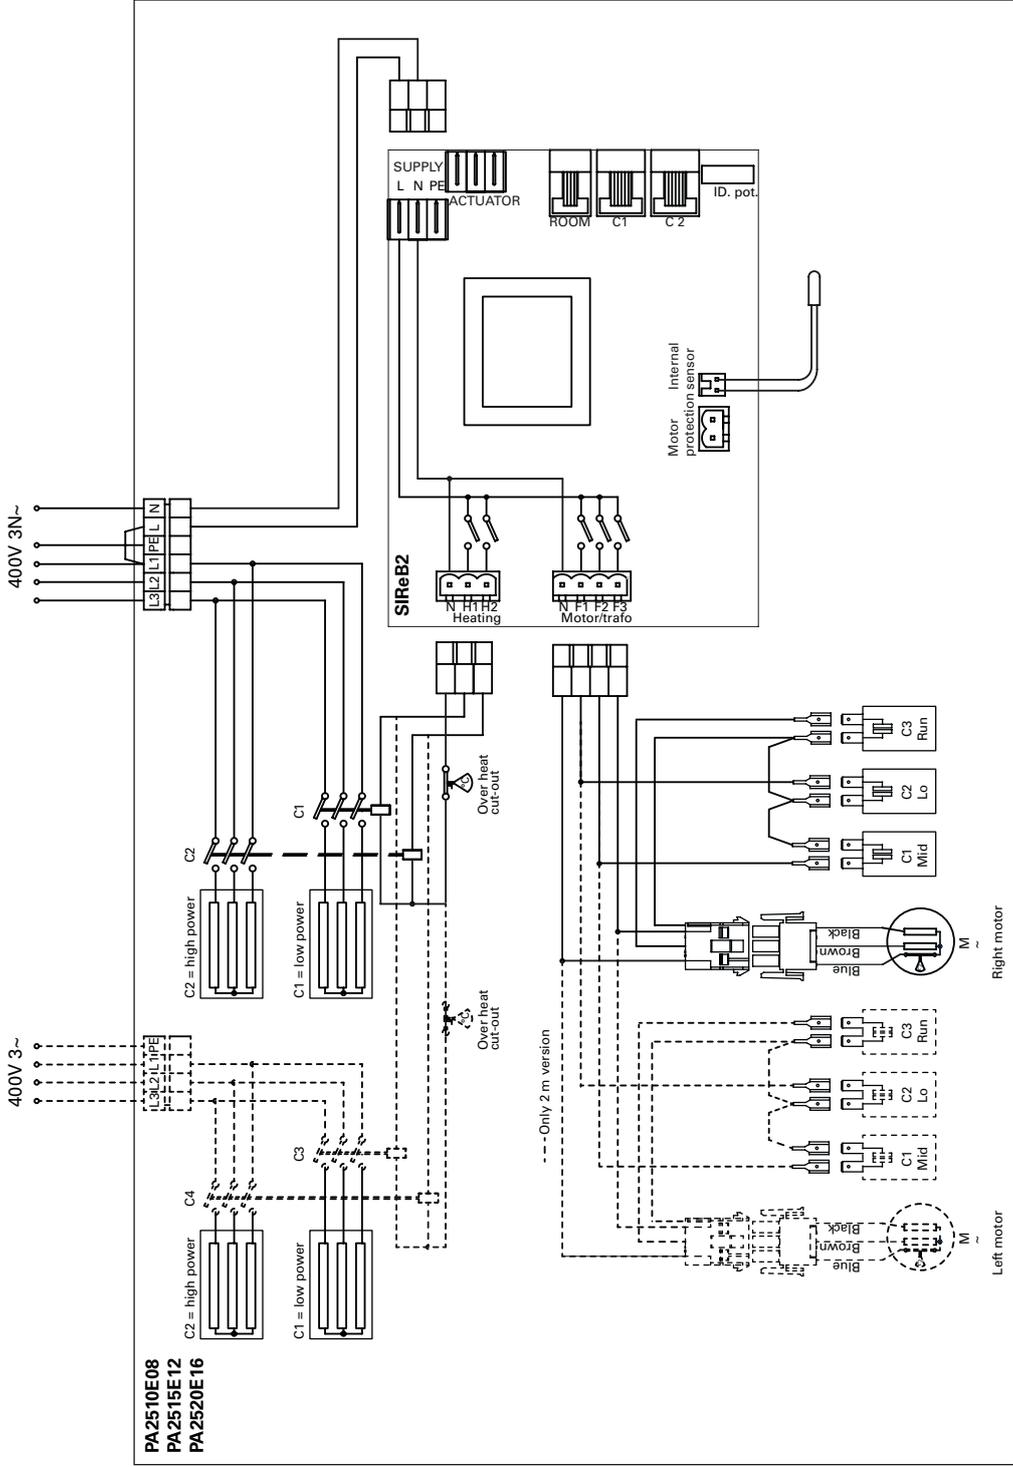 400V 3N~
L3 L2 L1 PE L N
SUPPLY
L N PE
ACTUATOR
ROOM
C1
C 2
ID. pot.
Motor
protection sensor
Internal
SIReB2
N H1 H2
Heating
N F1 F2 F3
Motor/trafo
C2
C1
°C
Over heat
cut-out
C2 = high power
C1 = low power
C3
Run
C2
Lo
C1
Mid
Black
Brown
Blue
M
~
Right motor
400V 3~
L3 L2 L1 PE
C4
C3
°C
Over heat
cut-out
C2 = high power
C1 = low power
----Only 2 m version
C3
Run
C2
Lo
C1
Mid
Black
Brown
Blue
M
~
Left motor
PA2510E08
PA2515E12
PA2520E16